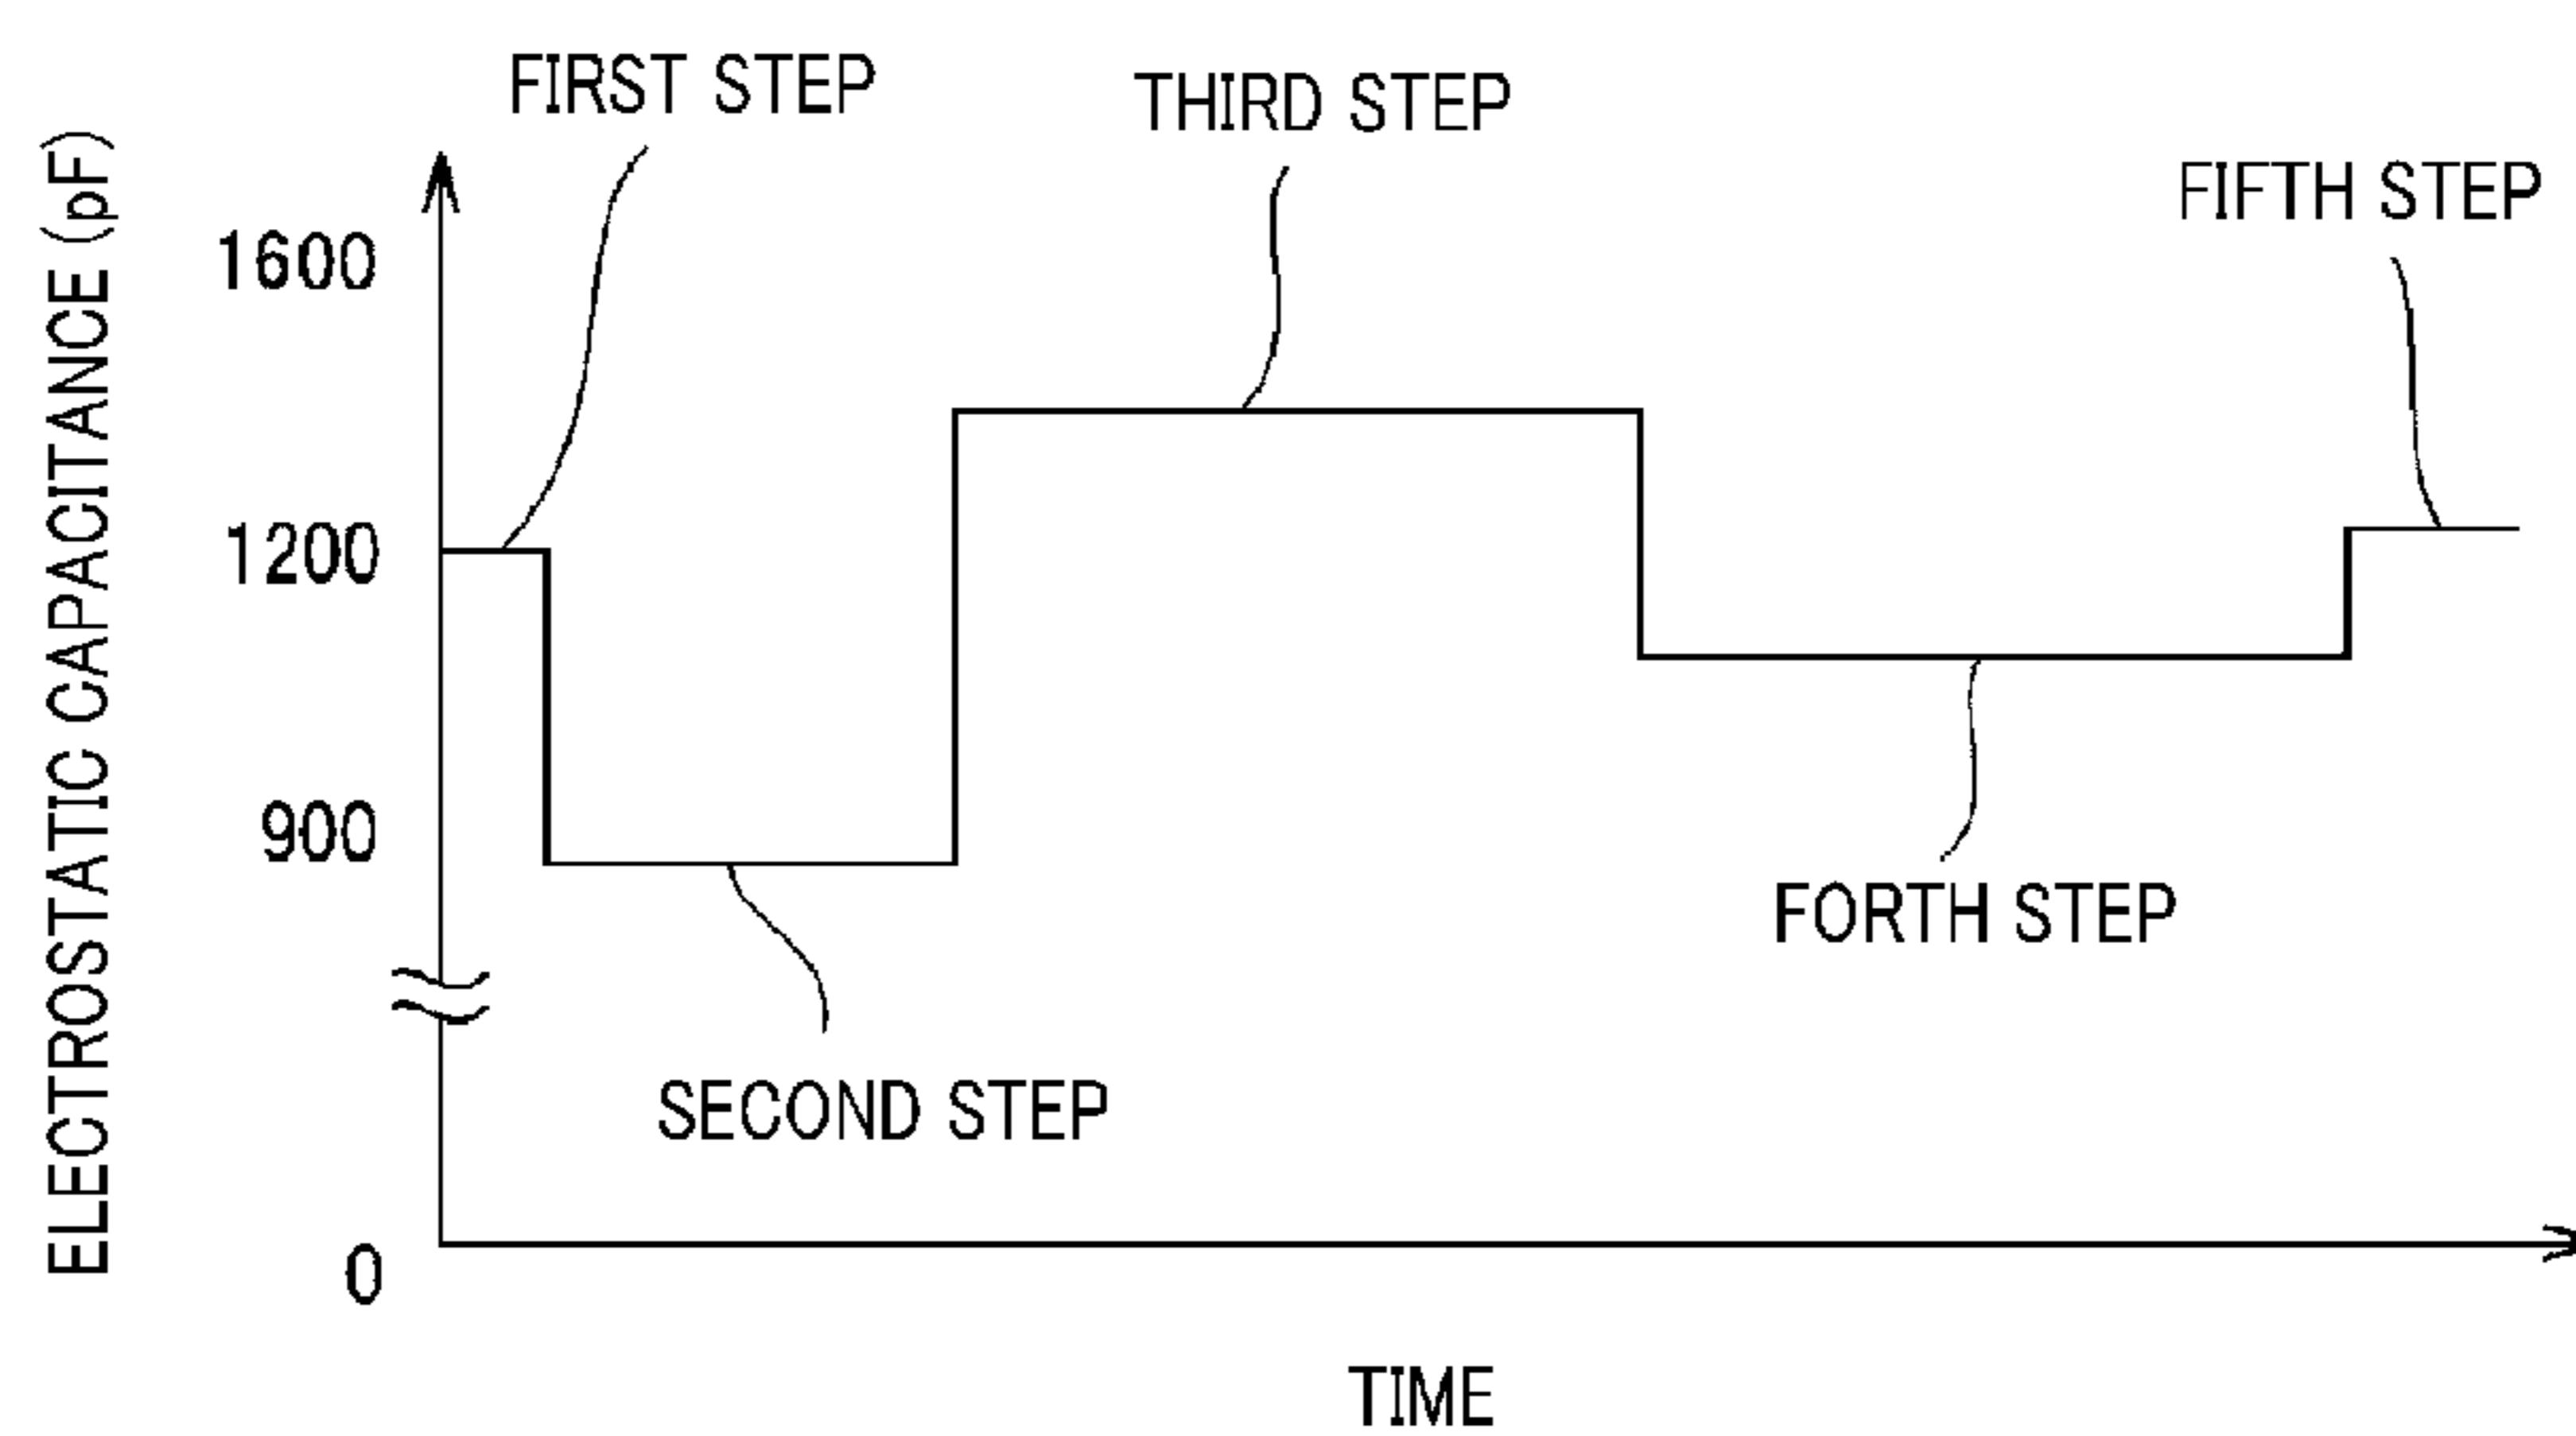 FIRST STEP
THIRD STEP
FIFTH STEP
ELECTROSTATIC CAPACITANCE (pF)
1600
1200
900
FORTH STEP
SECOND STEP
0
TIME